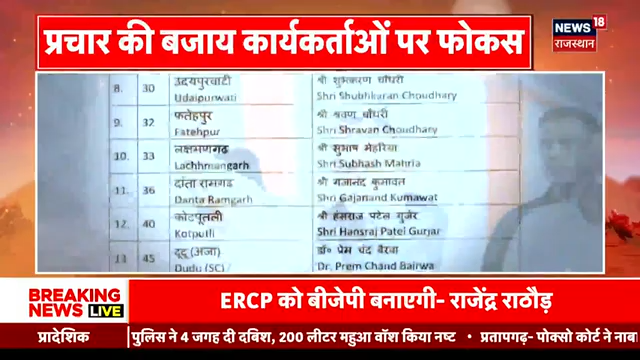 प्रचार की बजाय कार्यकर्ताओं पर फोकस
NEWS 18
राजस्थान
8. 30 उदयपुरवाटी श्री शुभकरण चौधरी
Udaipurwati Shri Shubhkaran Choudhary
9. 32 फतेहपुर श्री श्रवण चौधरी
Fatehpur Shri Shravan Choudhary
10. 33 लक्ष्मणगढ़ श्री सुभाष मेहरिया
Lachhmangarh Shri Subhash Mahria
11. 36 दांता रामगढ़ श्री गजानंद कुमावत
Danta Ramgarh Shri Gajanand Kumawat
12. 40 कोटपूतली श्री हंसराज पटेल गुर्जर
Kotputli Shri Hansraj Patel Gurjar
13 45 दूदू (अजा) डॉ० प्रेम चंद बैरवा
Dudu (SC) Dr. Prem Chand Bairwa
BREAKING
NEWS LIVE
ERCP को बीजेपी बनाएगी- राजेंद्र राठौड़
प्रादेशिक पुलिस ने 4 जगह दी दबिश, 200 लीटर महुआ वॉश किया नष्ट • प्रतापगढ़- पोक्सो कोर्ट ने नाब